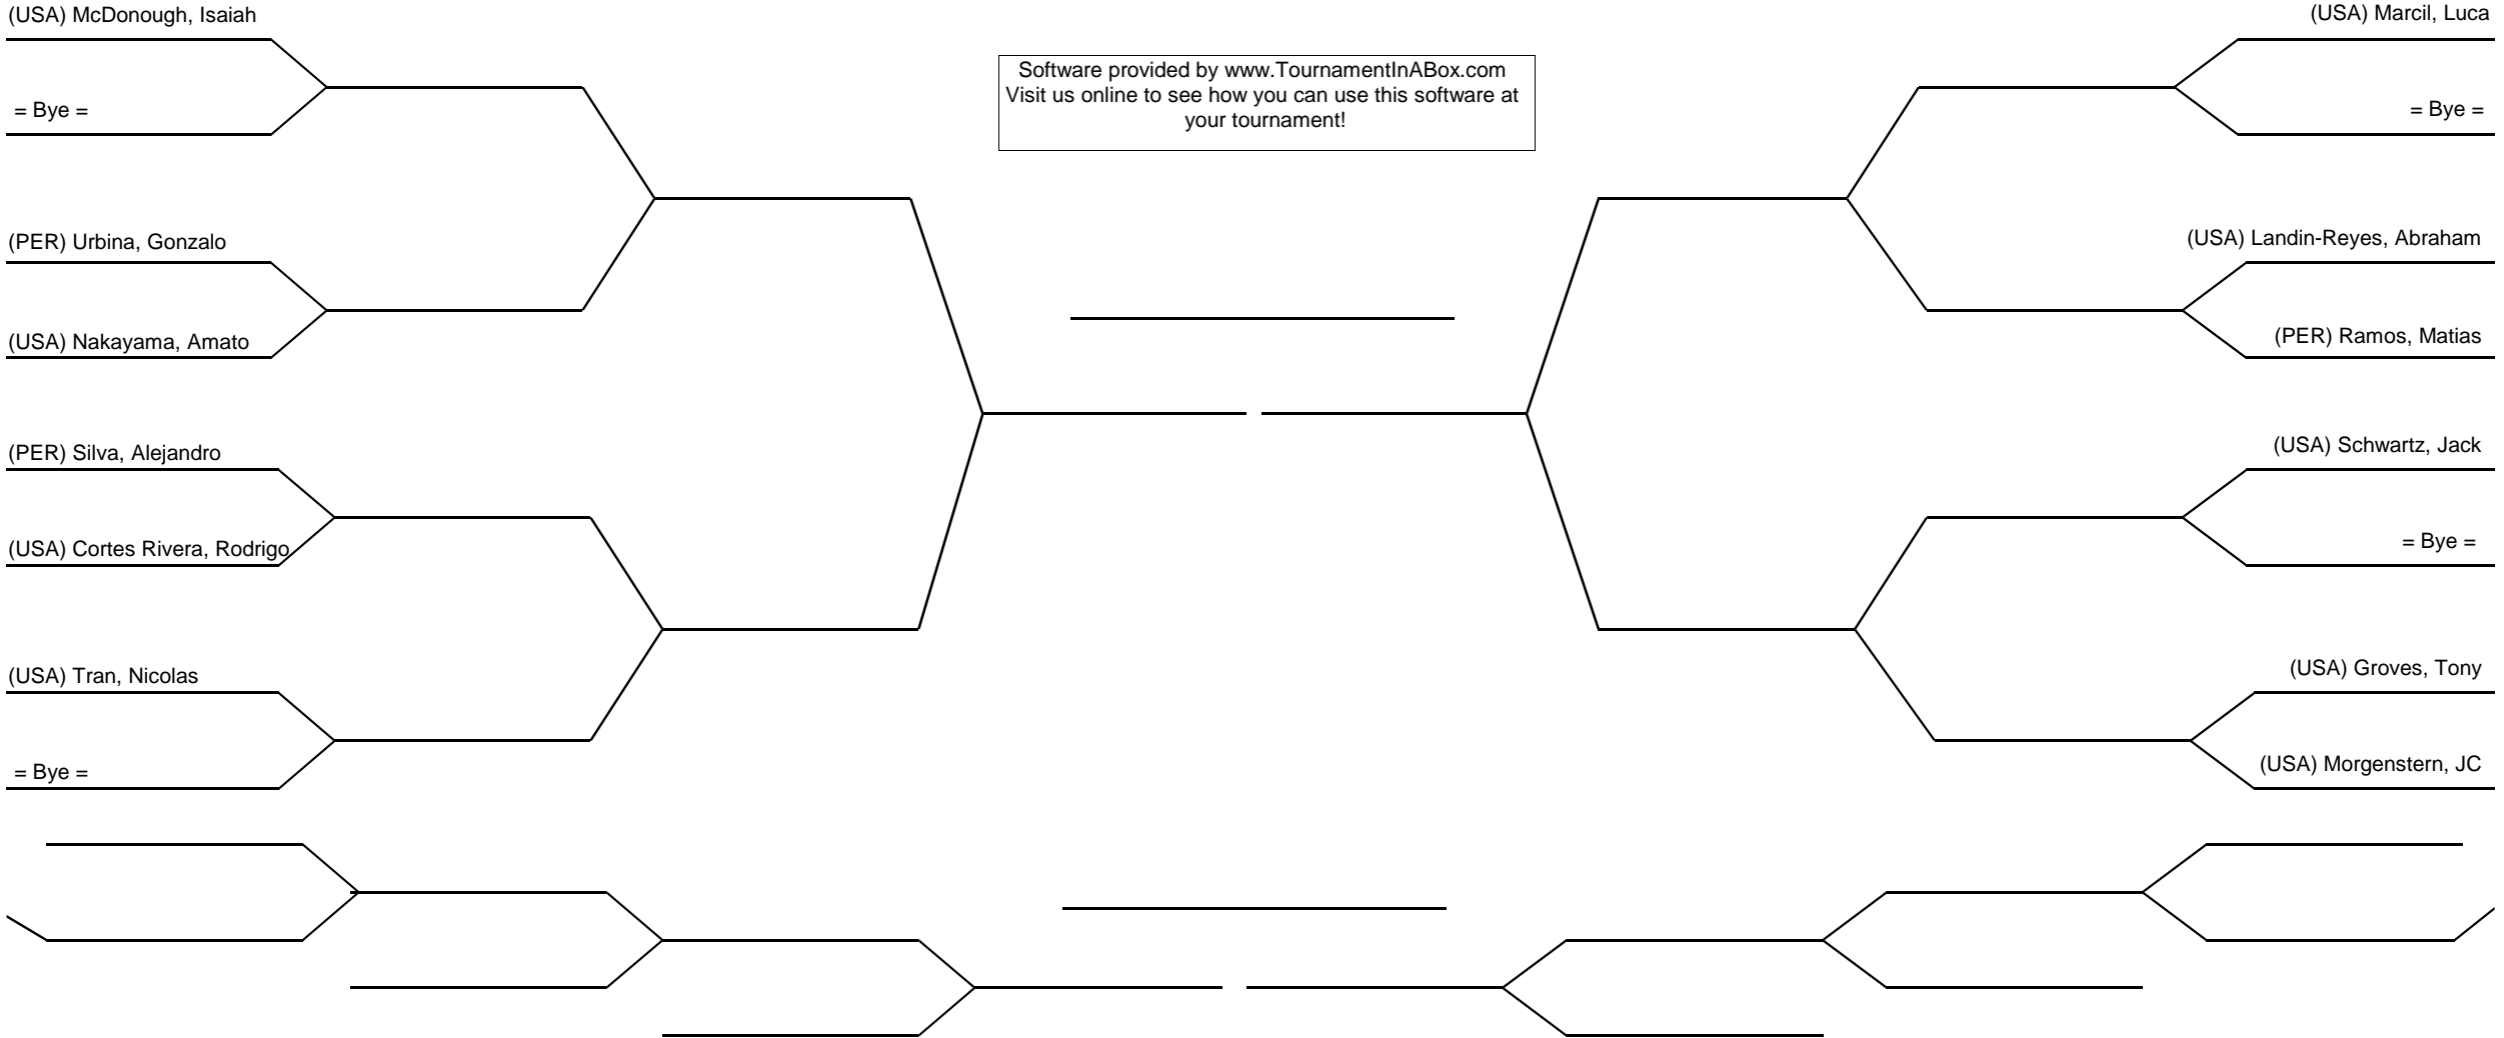 (USA) McDonough, Isaiah
= Bye =
(PER) Urbina, Gonzalo
(USA) Nakayama, Amato
(PER) Silva, Alejandro
(USA) Cortes Rivera, Rodrigo
(USA) Tran, Nicolas
= Bye =
Software provided by www.TournamentInABox.com
Visit us online to see how you can use this software at
your tournament!
(USA) Marcil, Luca
= Bye =
(USA) Landin-Reyes, Abraham
(PER) Ramos, Matias
(USA) Schwartz, Jack
= Bye =
(USA) Groves, Tony
(USA) Morgenstern, JC